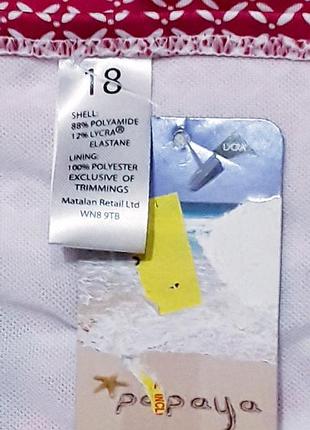 18
SHELL:
88% POLYAMIDE
12% LYCRA®
ELASTANE
LINING:
100% POLYESTER
EXCLUSIVE OF
TRIMMINGS
Matalan Retail Ltd
WN8 9TB
LYCRA
INCL
papaya